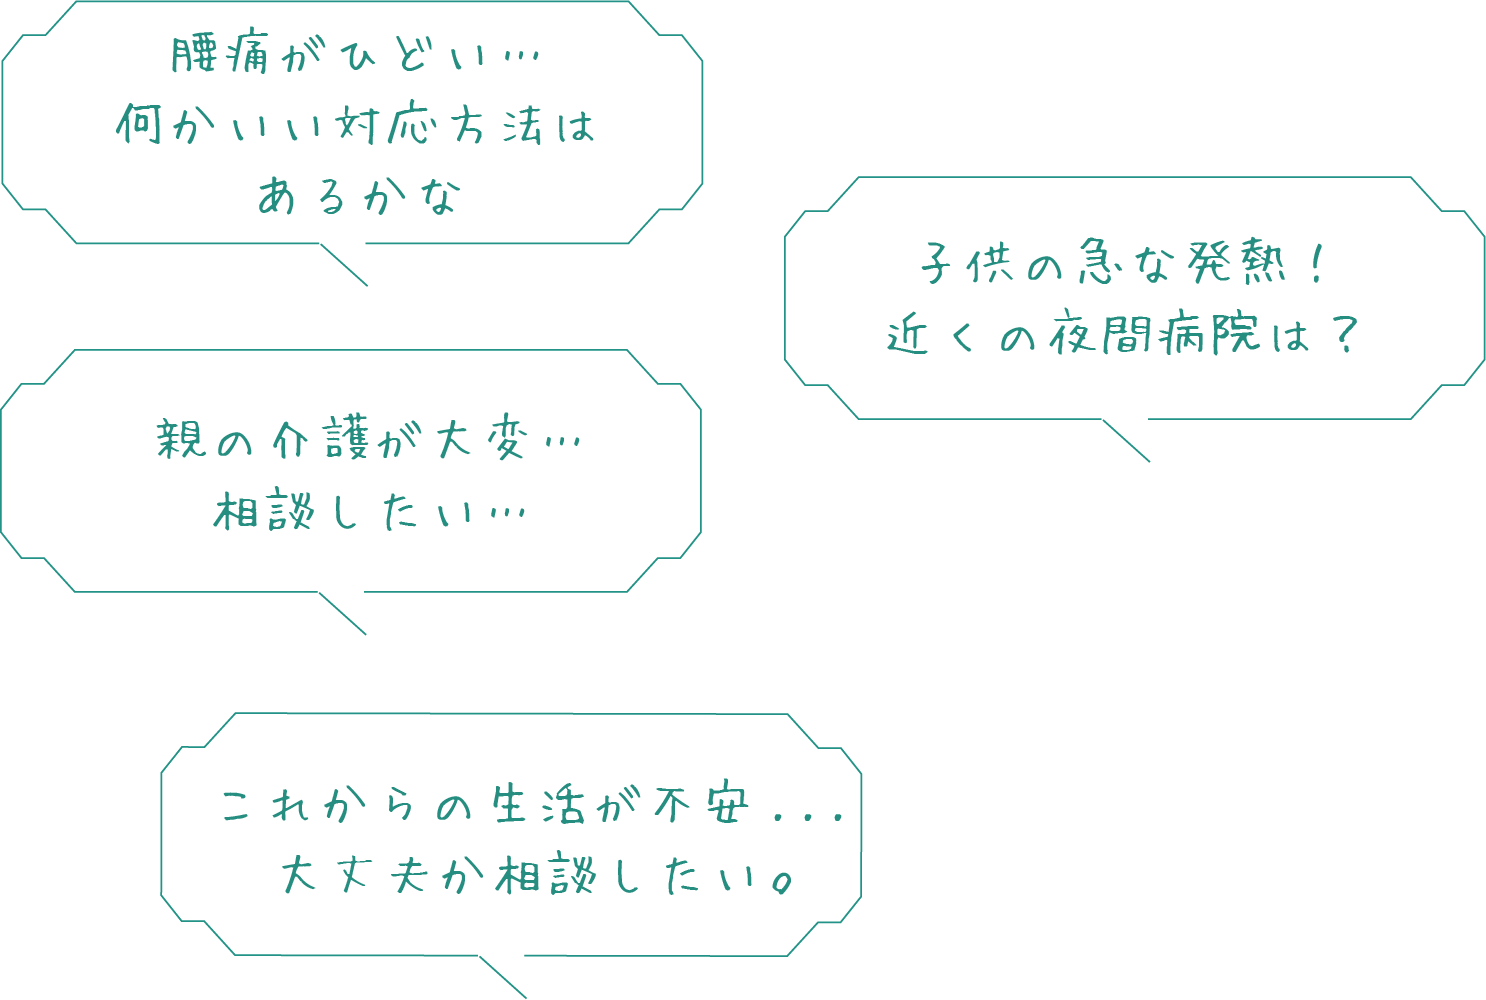 腰痛がひどい…
何かいい対応方法は
あるかな
子供の急な発熱！
近くの夜間病院は？
親の介護が大変…
相談したい…
これからの生活が不安...
大丈夫か相談したい。